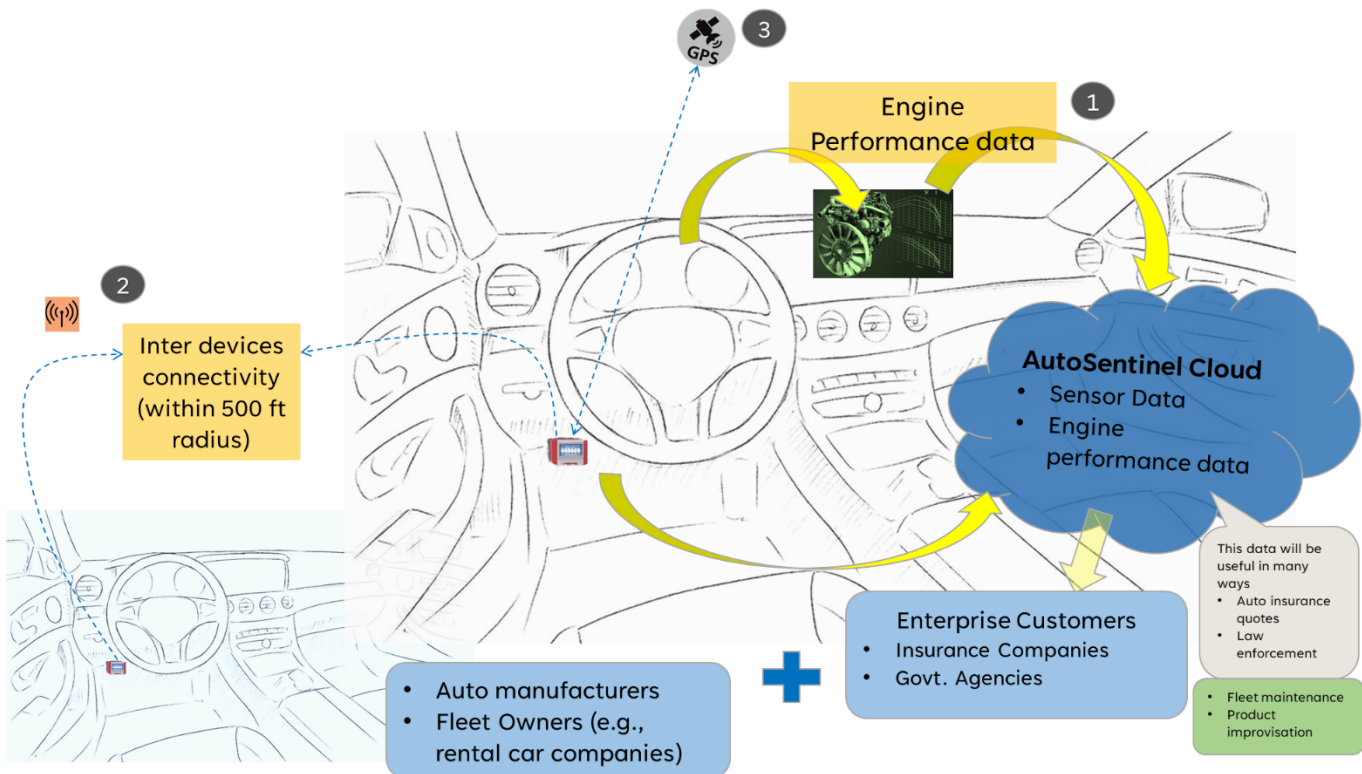 GPS
3
Engine
Performance data
1
2
Inter devices
connectivity
(within 500 ft
radius)
AutoSentinel Cloud
• Sensor Data
• Engine
performance data
This data will be
useful in many
ways
• Auto insurance
quotes
• Law
enforcement
Enterprise Customers
• Insurance Companies
• Govt. Agencies
• Auto manufacturers
• Fleet Owners (e.g.,
rental car companies)
• Fleet maintenance
• Product
improvisation